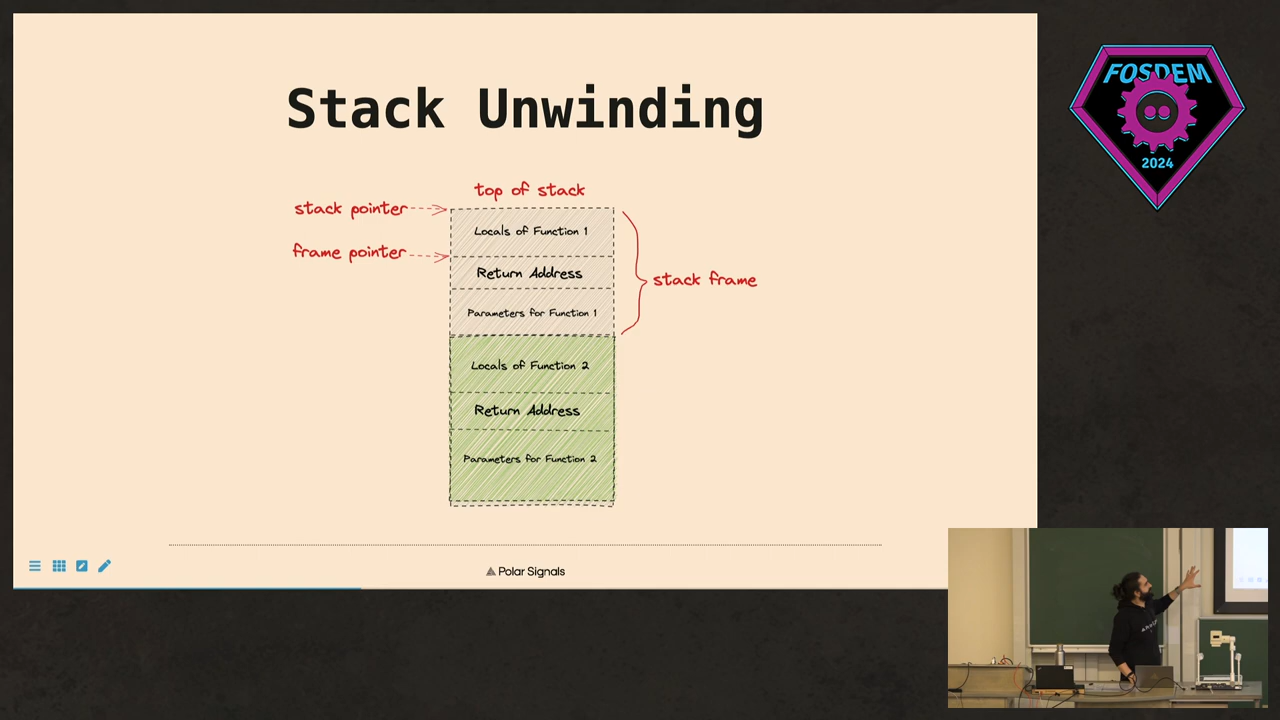 Stack Unwinding
top of stack
stack pointer
Locals of Function 1
frame pointer
Return Address
stack frame
Parameters for Function 1
Locals of Function 2
Return Address
Parameters for Function 2
Polar Signals
FOSDEM
2024